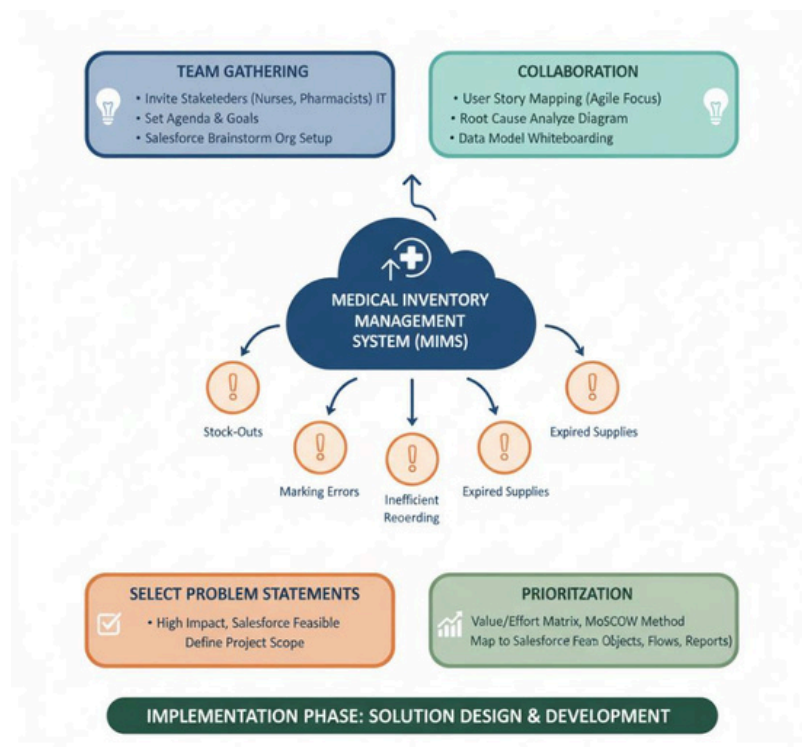 TEAM GATHERING
• Invite Staketeders (Nurses, Pharmacists) IT
• Set Agenda & Goals
• Salesforce Brainstorm Org Setup
COLLABORATION
• User Story Mapping (Agile Focus)
• Root Cause Analyze Diagram
• Data Model Whiteboarding
MEDICAL INVENTORY
MANAGEMENT
SYSTEM (MIMS)
Stock-Outs
Marking Errors
Inefficient
Reoerding
Expired Supplies
Expired Supplies
SELECT PROBLEM STATEMENTS
• High Impact, Salesforce Feasible
Define Project Scope
PRIORITZATION
Value/Effort Matrix, MoSCOW Method
Map to Salesforce Fean Objects, Flows, Reports)
IMPLEMENTATION PHASE: SOLUTION DESIGN & DEVELOPMENT